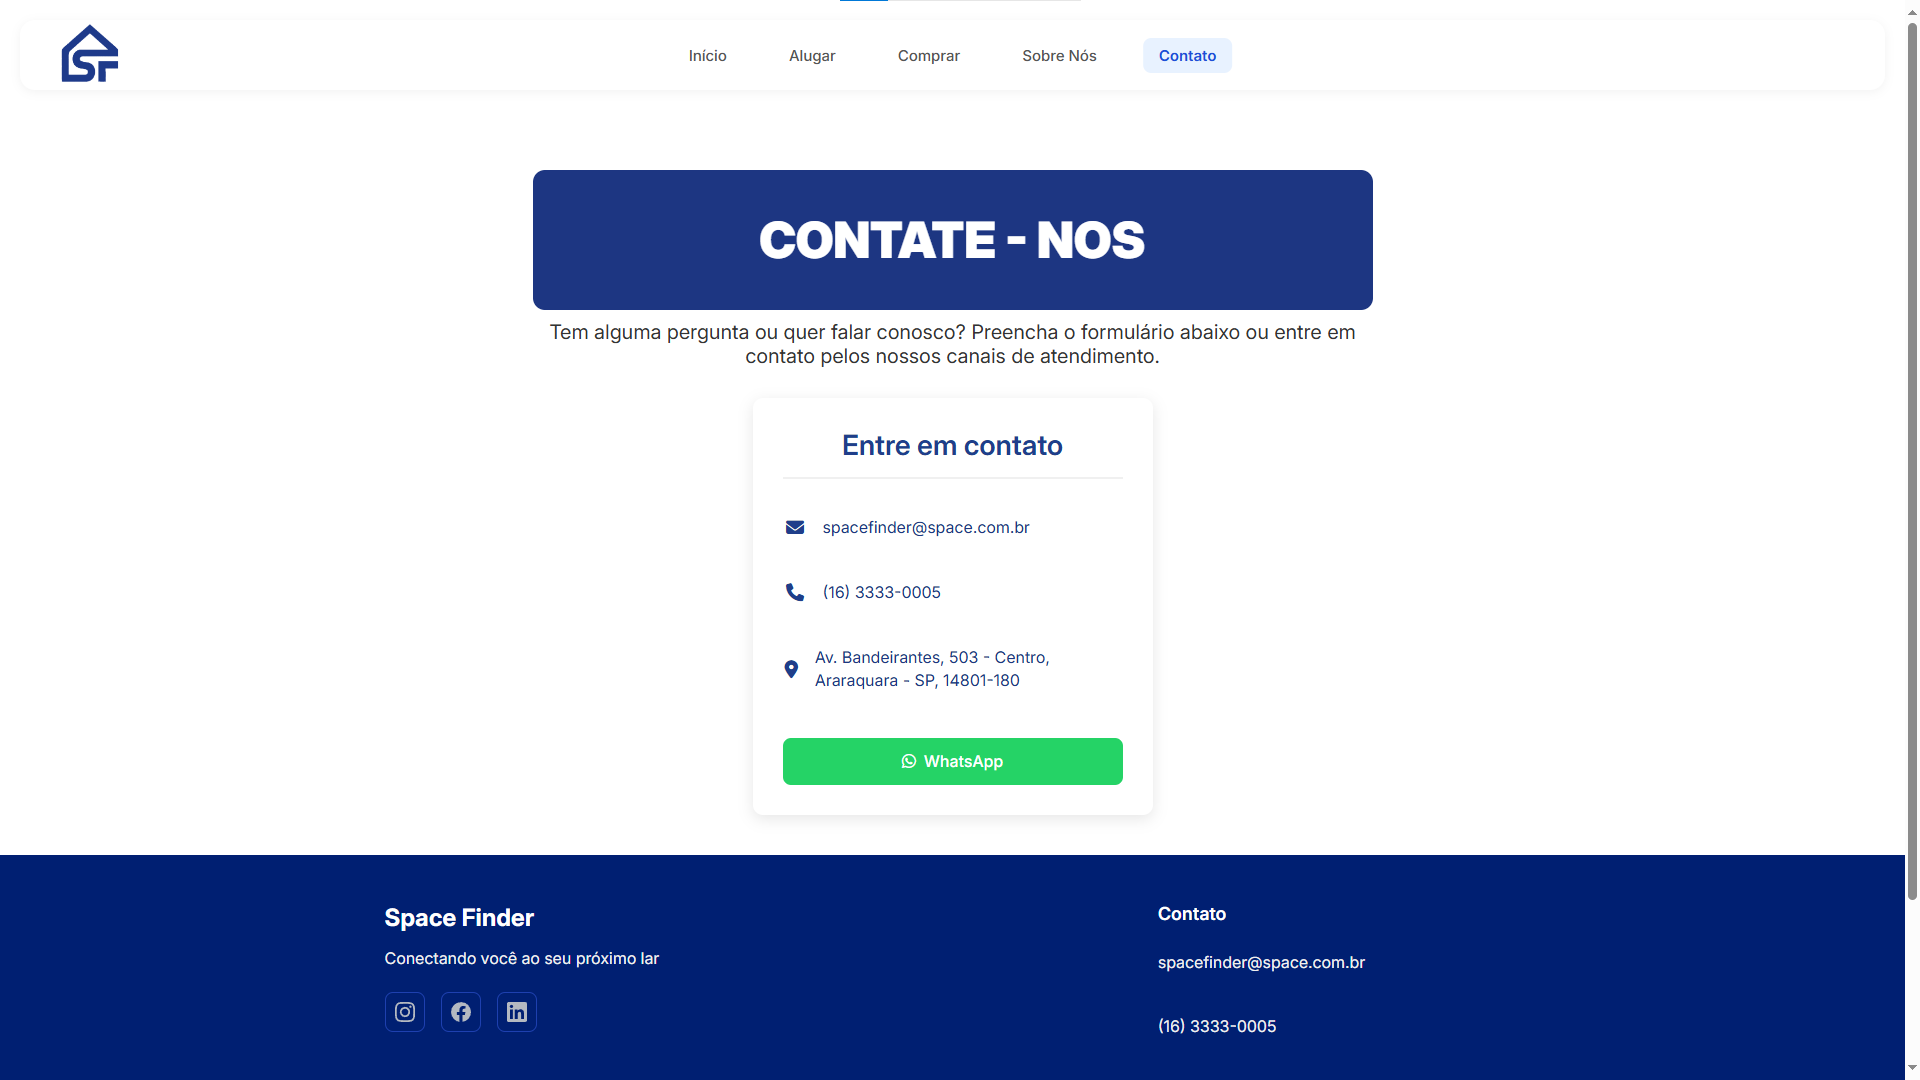 SF
Início
Alugar
Comprar
Sobre Nós
Contato
CONTATE - NOS
Tem alguma pergunta ou quer falar conosco? Preencha o formulário abaixo ou entre em
contato pelos nossos canais de atendimento.
Entre em contato
spacefinder@space.com.br
(16) 3333-0005
Av. Bandeirantes, 503 - Centro,
Araraquara - SP, 14801-180
WhatsApp
Space Finder
Conectando você ao seu próximo lar
Contato
spacefinder@space.com.br
(16) 3333-0005